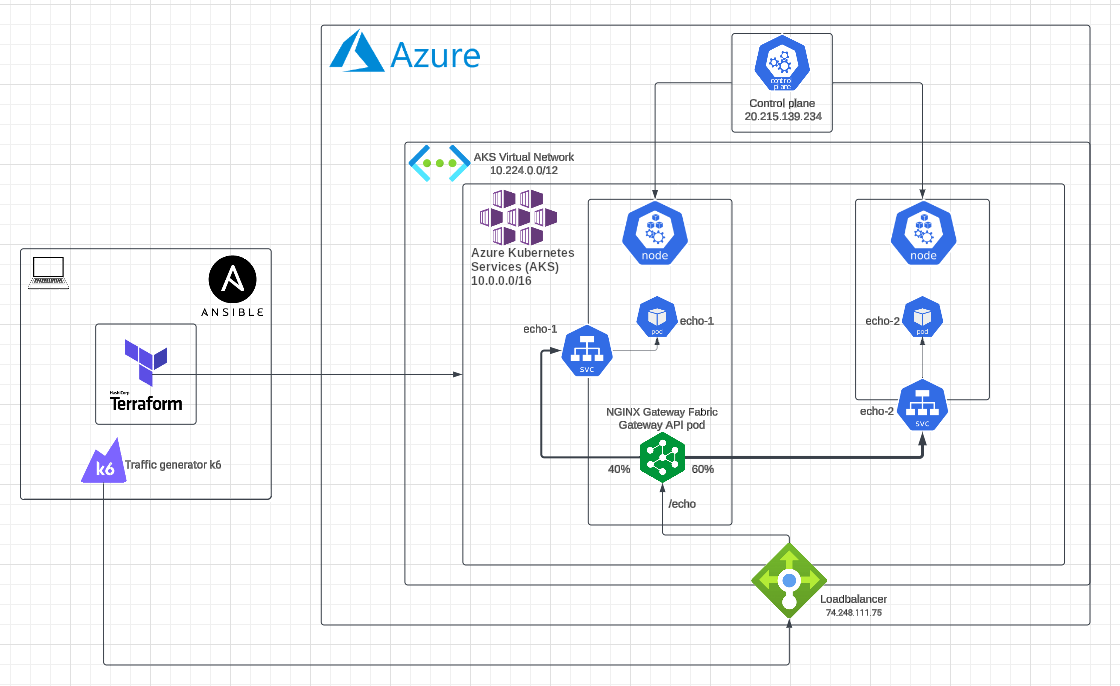 Azure
control
plane
Control plane
20.215.139.234
AKS Virtual Network
10.224.0.0/12
Azure Kubernetes
Services (AKS)
10.0.0.0/16
node
node
ANSIBLE
HashiCorp
Terraform
k6
Traffic generator k6
echo-1
svc
pod
echo-1
echo-2
pod
echo-2
svc
NGINX Gateway Fabric
Gateway API pod
40%
60%
/echo
Loadbalancer
74.248.111.75